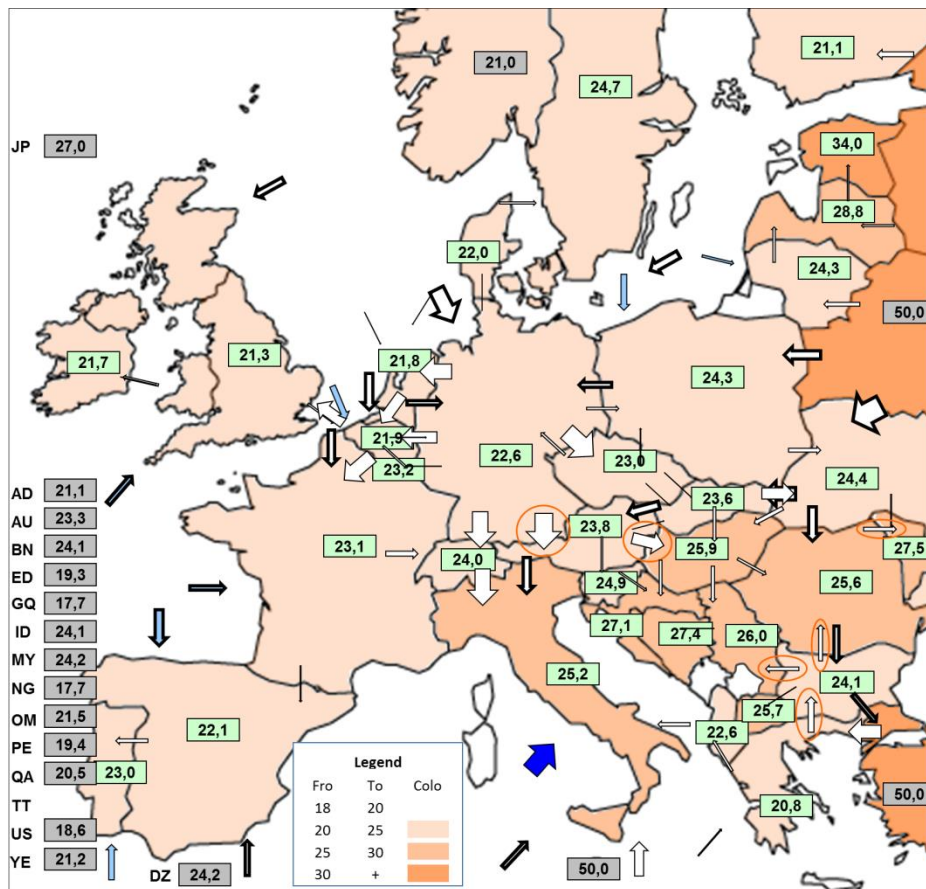 21,0
21,1
24,7
JP 27,0
34,0
28,8
22,0
24,3
50,0
21,7
21,3
21,8
24,3
21,9
22,6
23,2
23,0
24,4
23,6
AD 21,1
AU 23,3
BN 24,1
ED 19,3
GQ 17,7
ID 24,1
MY 24,2
NG 17,7
OM 21,5
PE 19,4
QA 20,5
TT
US 18,6
YE 21,2
DZ 24,2
23,8
23,1
24,0
25,9
27,5
24,9
25,6
27,1
27,4
26,0
25,2
24,1
25,7
22,1
22,6
23,0
20,8
50,0
50,0
Legend
Fro To Colo
18 20
20 25
25 30
30 +